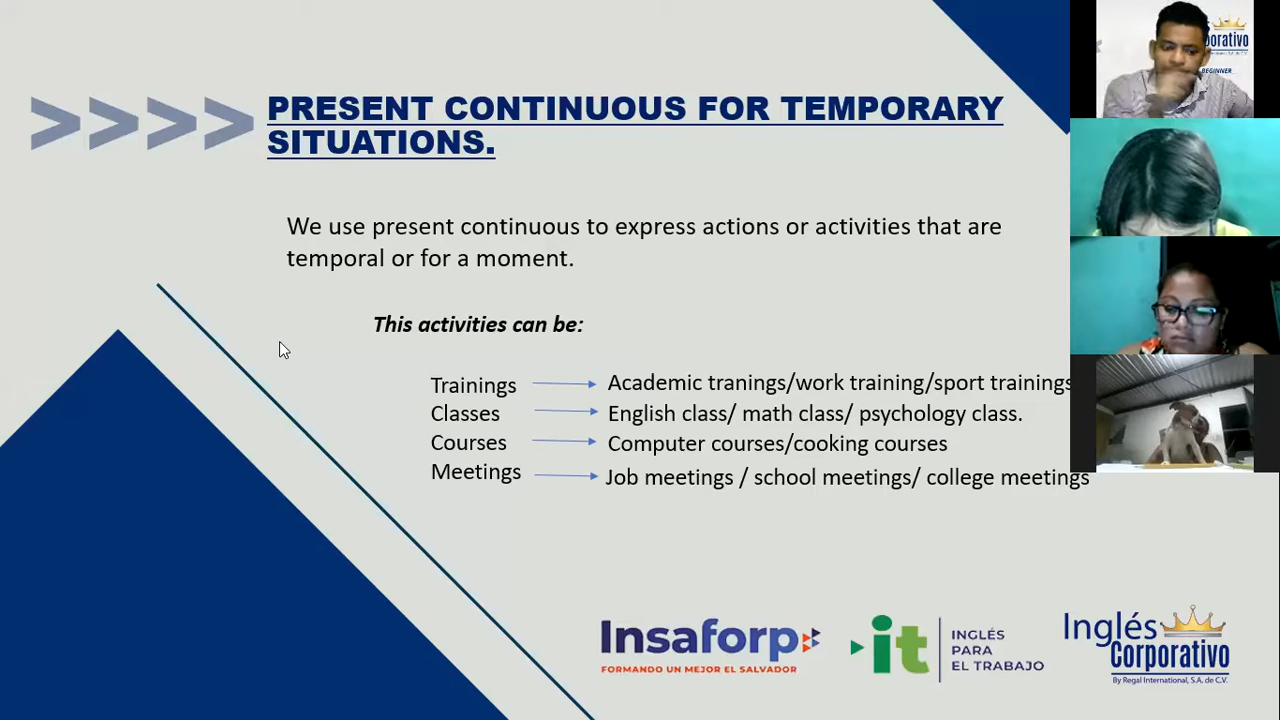 >>>> PRESENT CONTINUOUS FOR TEMPORARY
SITUATIONS.
We use present continuous to express actions or activities that are
temporal or for a moment.
This activities can be:
Trainings Academic tranings/work training/sport trainings
Classes English class/ math class/ psychology class.
Courses Computer courses/cooking courses
Meetings Job meetings / school meetings/ college meetings
Insaforp
FORMANDO UN MEJOR EL SALVADOR
it
INGLÉS
PARA
EL TRABAJO
Inglés
Corporativo
By Regal International, S.A. de C.V.
orporativo
BEGINNER